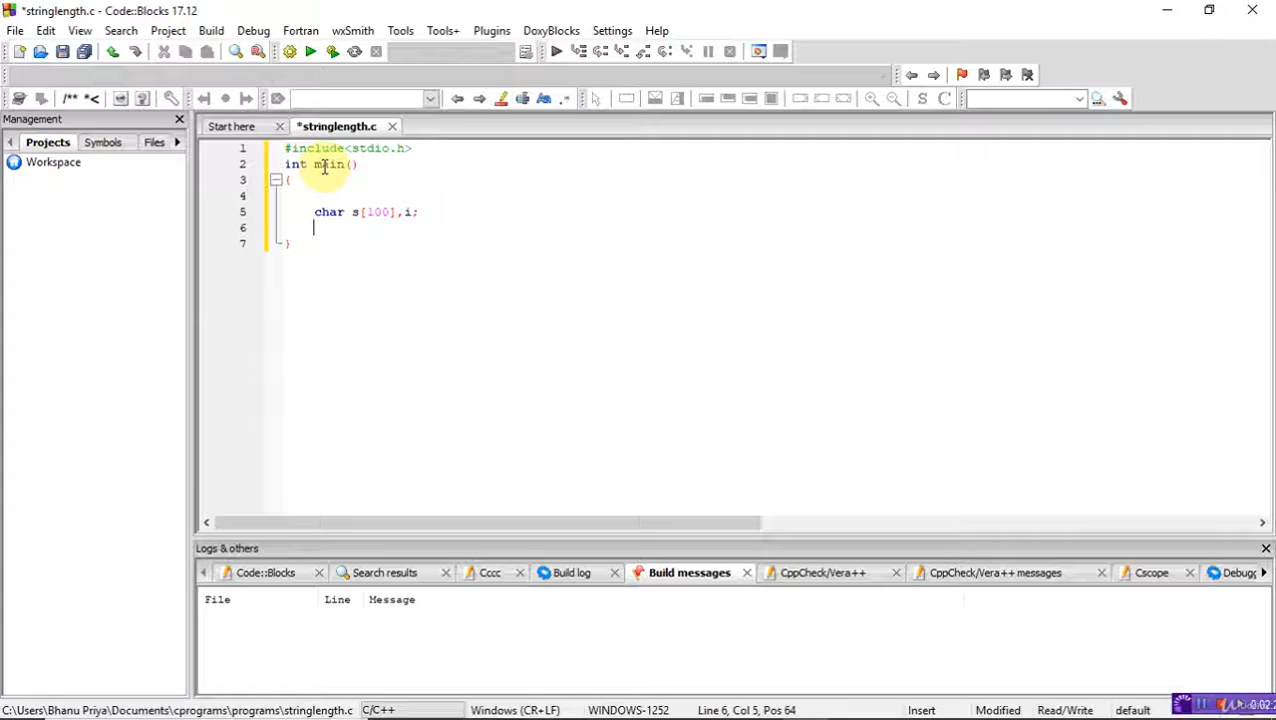 *stringlength.c - Code::Blocks 17.12
File Edit View Search Project Build Debug Fortran wxSmith Tools Tools+ Plugins DoxyBlocks Settings Help
/** *<
S C
Management
Start here *stringlength.c
Projects Symbols Files
Workspace
1 #include<stdio.h>
2 int main()
3 {
4
5 char s[100],i;
6
7 }
Logs & others
Code::Blocks Search results Cccc Build log Build messages CppCheck/Vera++ CppCheck/Vera++ messages Cscope Debugg
File Line Message
C:\Users\Bhanu Priya\Documents\cprograms\programs\stringlength.c C/C++ Windows (CR+LF) WINDOWS-1252 Line 6, Col 5, Pos 64 Insert Modified Read/Write default